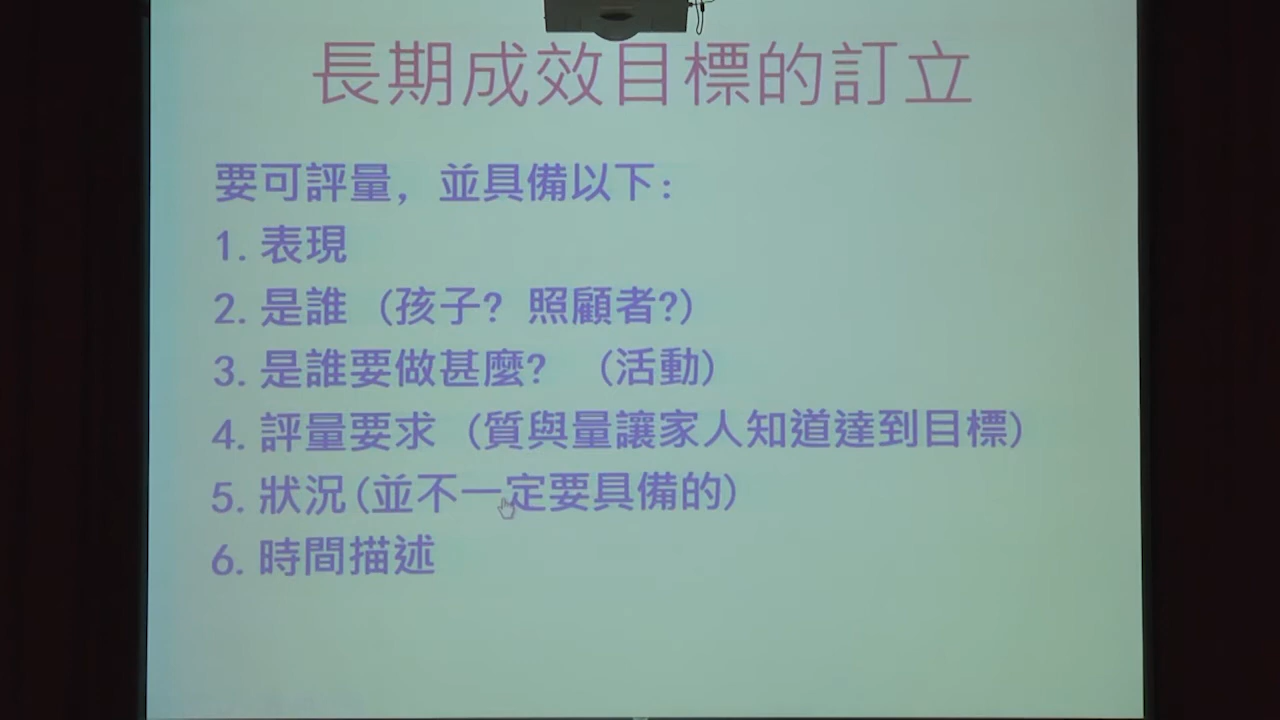 長期成效目標的訂立
要可評量，並具備以下:
1. 表現
2. 是誰 (孩子? 照顧者?)
3. 是誰要做甚麼? (活動)
4. 評量要求 (質與量讓家人知道達到目標)
5. 狀況(並不一定要具備的)
6. 時間描述